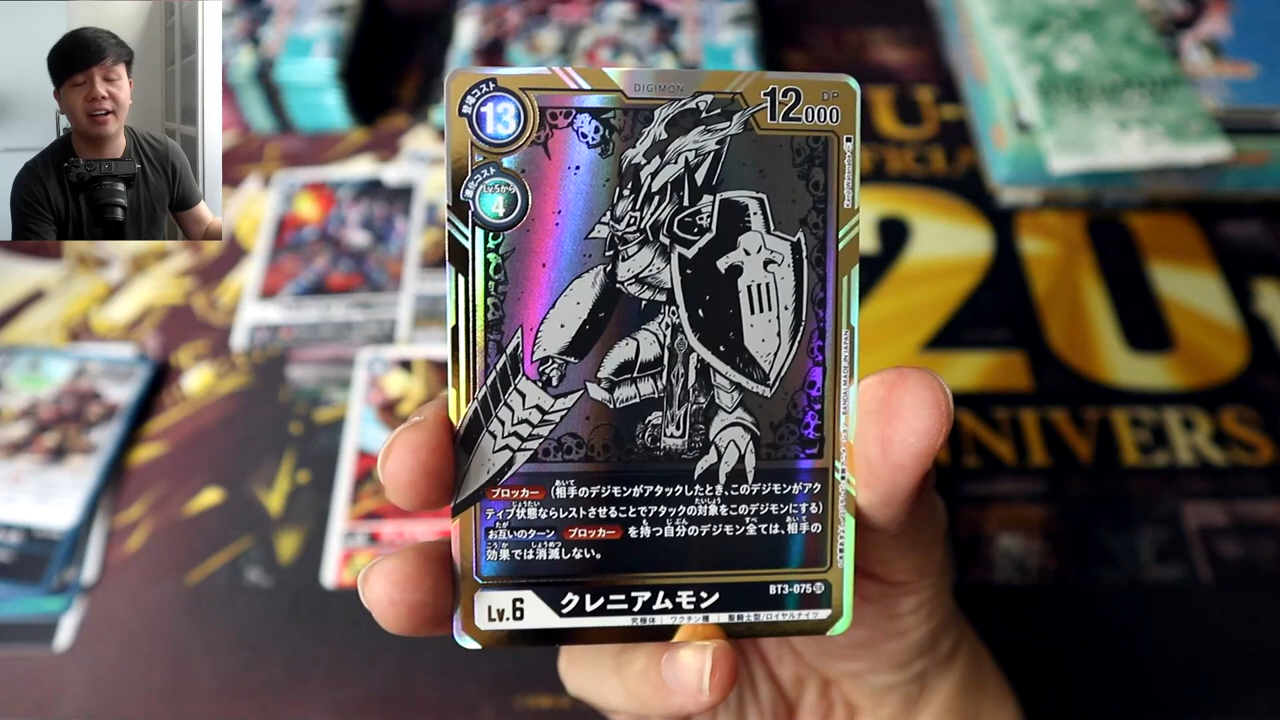 登場コスト
13
DIGIMON
DP
12000
進化コスト
Lv.5から
4
ブロッカー (相手のデジモンがアタックしたとき、このデジモンがアク
ティブ状態ならレストさせることでアタックの対象をこのデジモンにする)
お互いのターン ブロッカー を持つ自分のデジモン全ては、相手の
効果では消滅しない。
BT3-075 SR
Lv.6 クレニアムモン
究極体 | ワクチン種 | 聖騎士型/ロイヤルナイツ
BANDAI, MADE IN JAPAN
20
NNIVERS